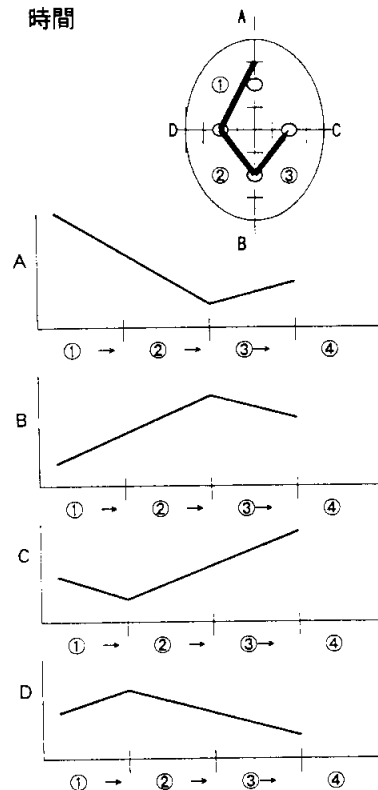 時間
A
①
D
C
②
③
B
A
① → ② → ③→ ④
B
① → ② → ③→ ④
C
① → ② → ③→ ④
D
① → ② → ③→ ④